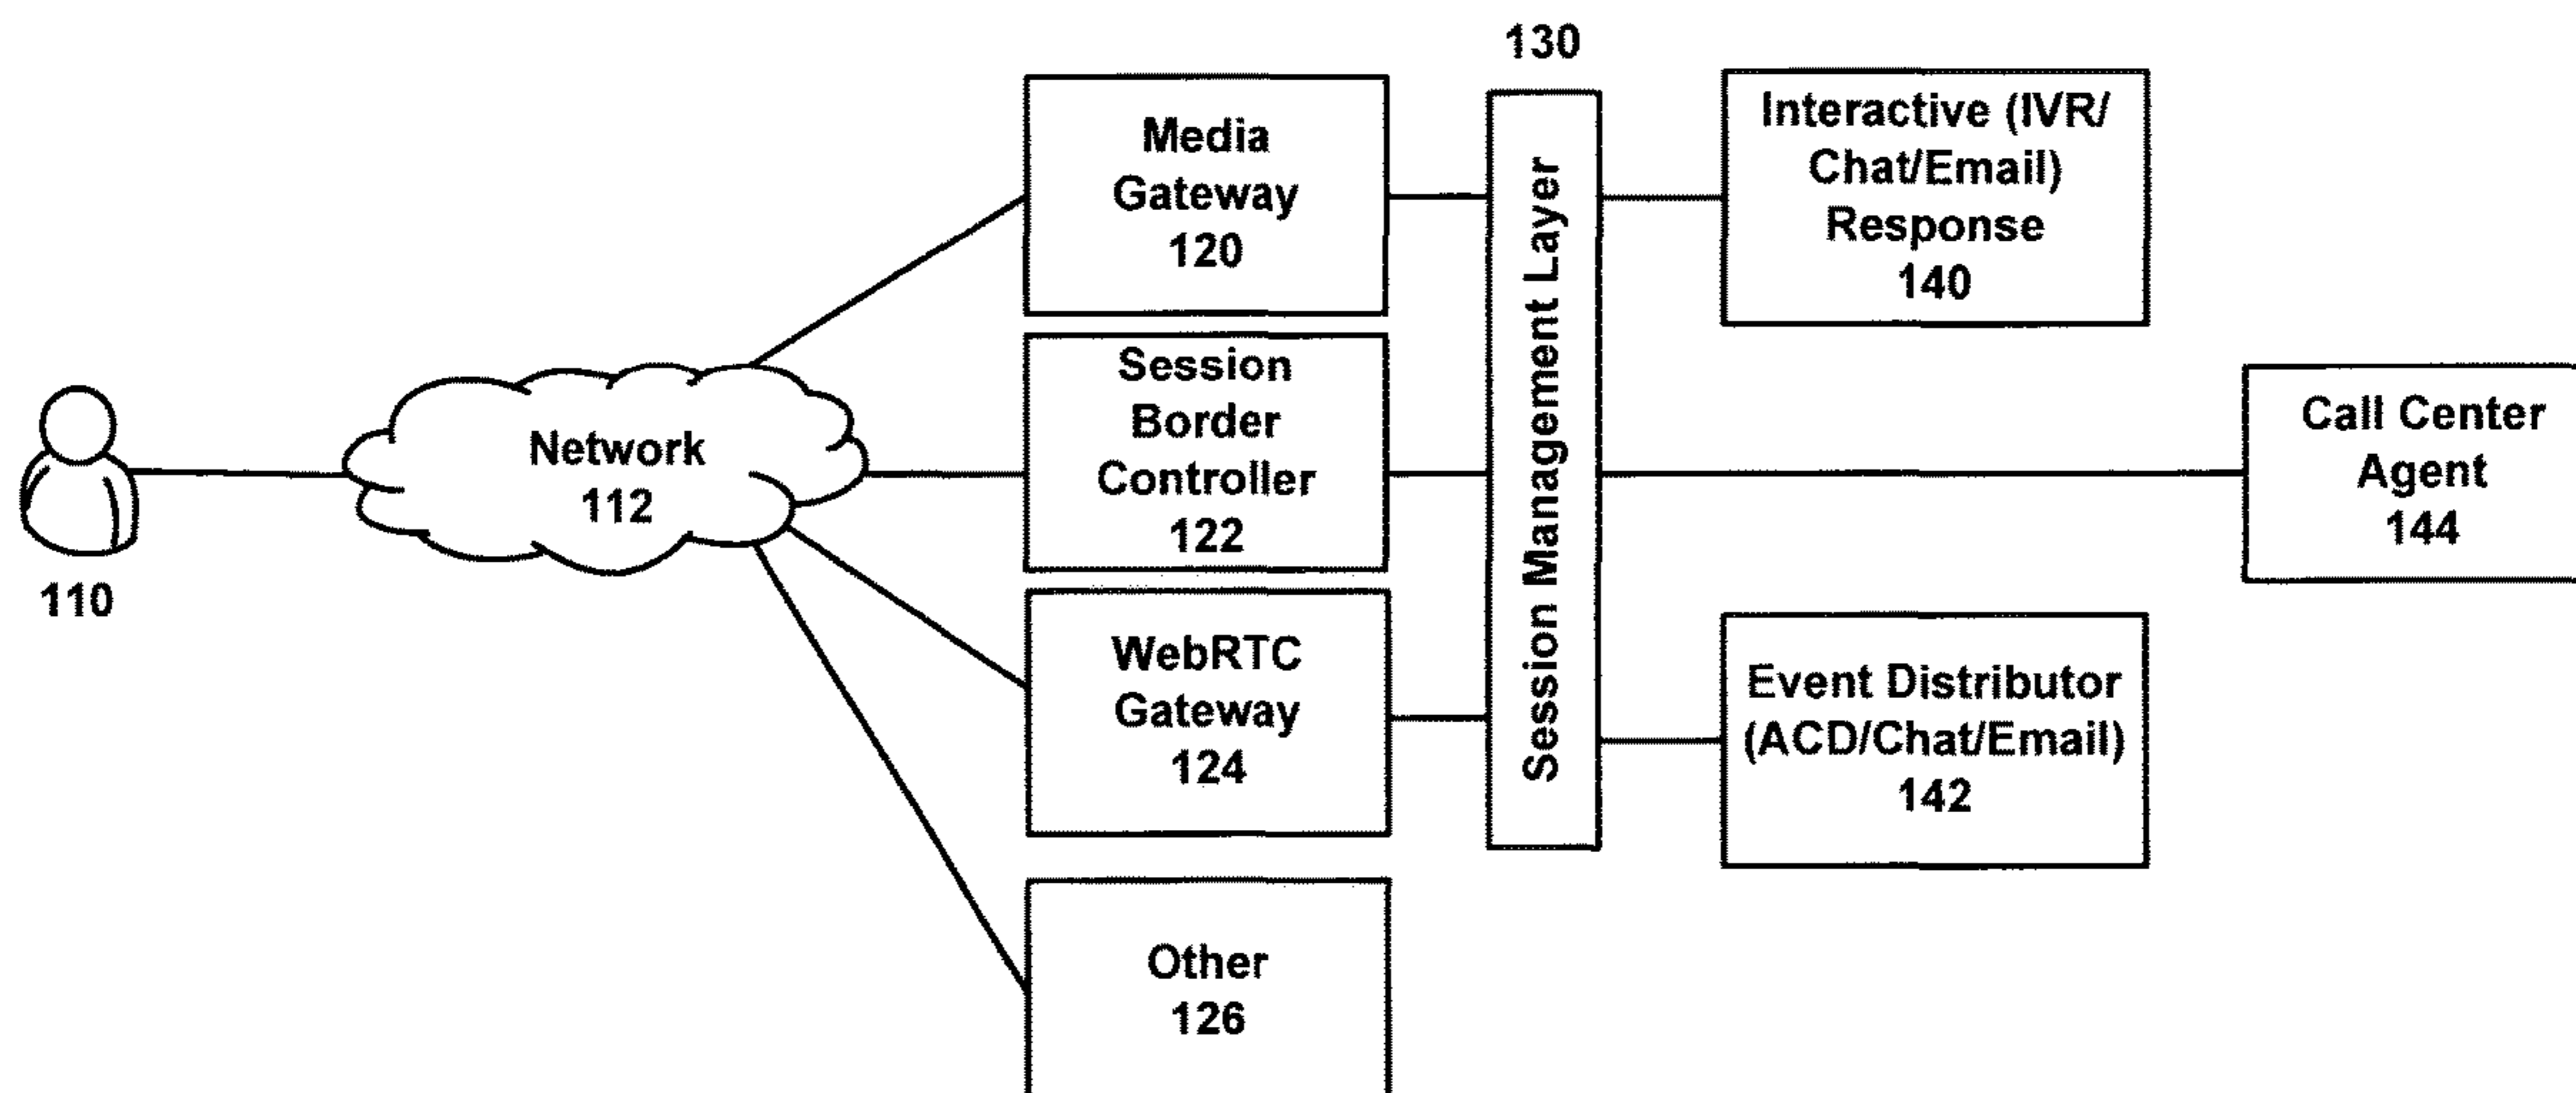 130
Media
Gateway
120
Interactive (IVR/
Chat/Email)
Response
140
Session Management Layer
Session
Border
Controller
122
Network
112
110
Call Center
Agent
144
WebRTC
Gateway
124
Event Distributor
(ACD/Chat/Email)
142
Other
126